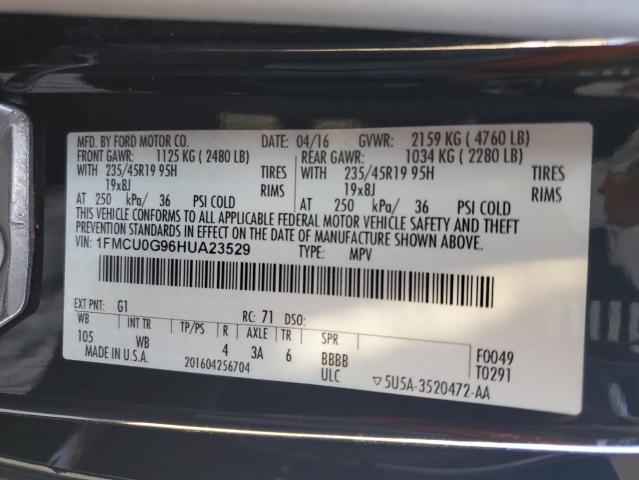 MFD. BY FORD MOTOR CO. DATE: 04/16 GVWR: 2159 KG ( 4760 LB)
FRONT GAWR: 1125 KG ( 2480 LB) REAR GAWR: 1034 KG ( 2280 LB)
WITH 235/45R19 95H TIRES WITH 235/45R19 95H TIRES
19x8J RIMS 19x8J RIMS
AT 250 kPa/ 36 PSI COLD AT 250 kPa/ 36 PSI COLD
THIS VEHICLE CONFORMS TO ALL APPLICABLE FEDERAL MOTOR VEHICLE SAFETY AND THEFT
PREVENTION STANDARDS IN EFFECT ON THE DATE OF MANUFACTURE SHOWN ABOVE.
VIN: 1FMCU0G96HUA23529 TYPE: MPV
EXT PNT: G1 RC: 71 DSO:
WB INT TR TP/PS R AXLE TR SPR
105 WB 4 3A 6 BBBB F0049
MADE IN U.S.A. 201604256704 ULC T0291
▽5U5A-3520472-AA